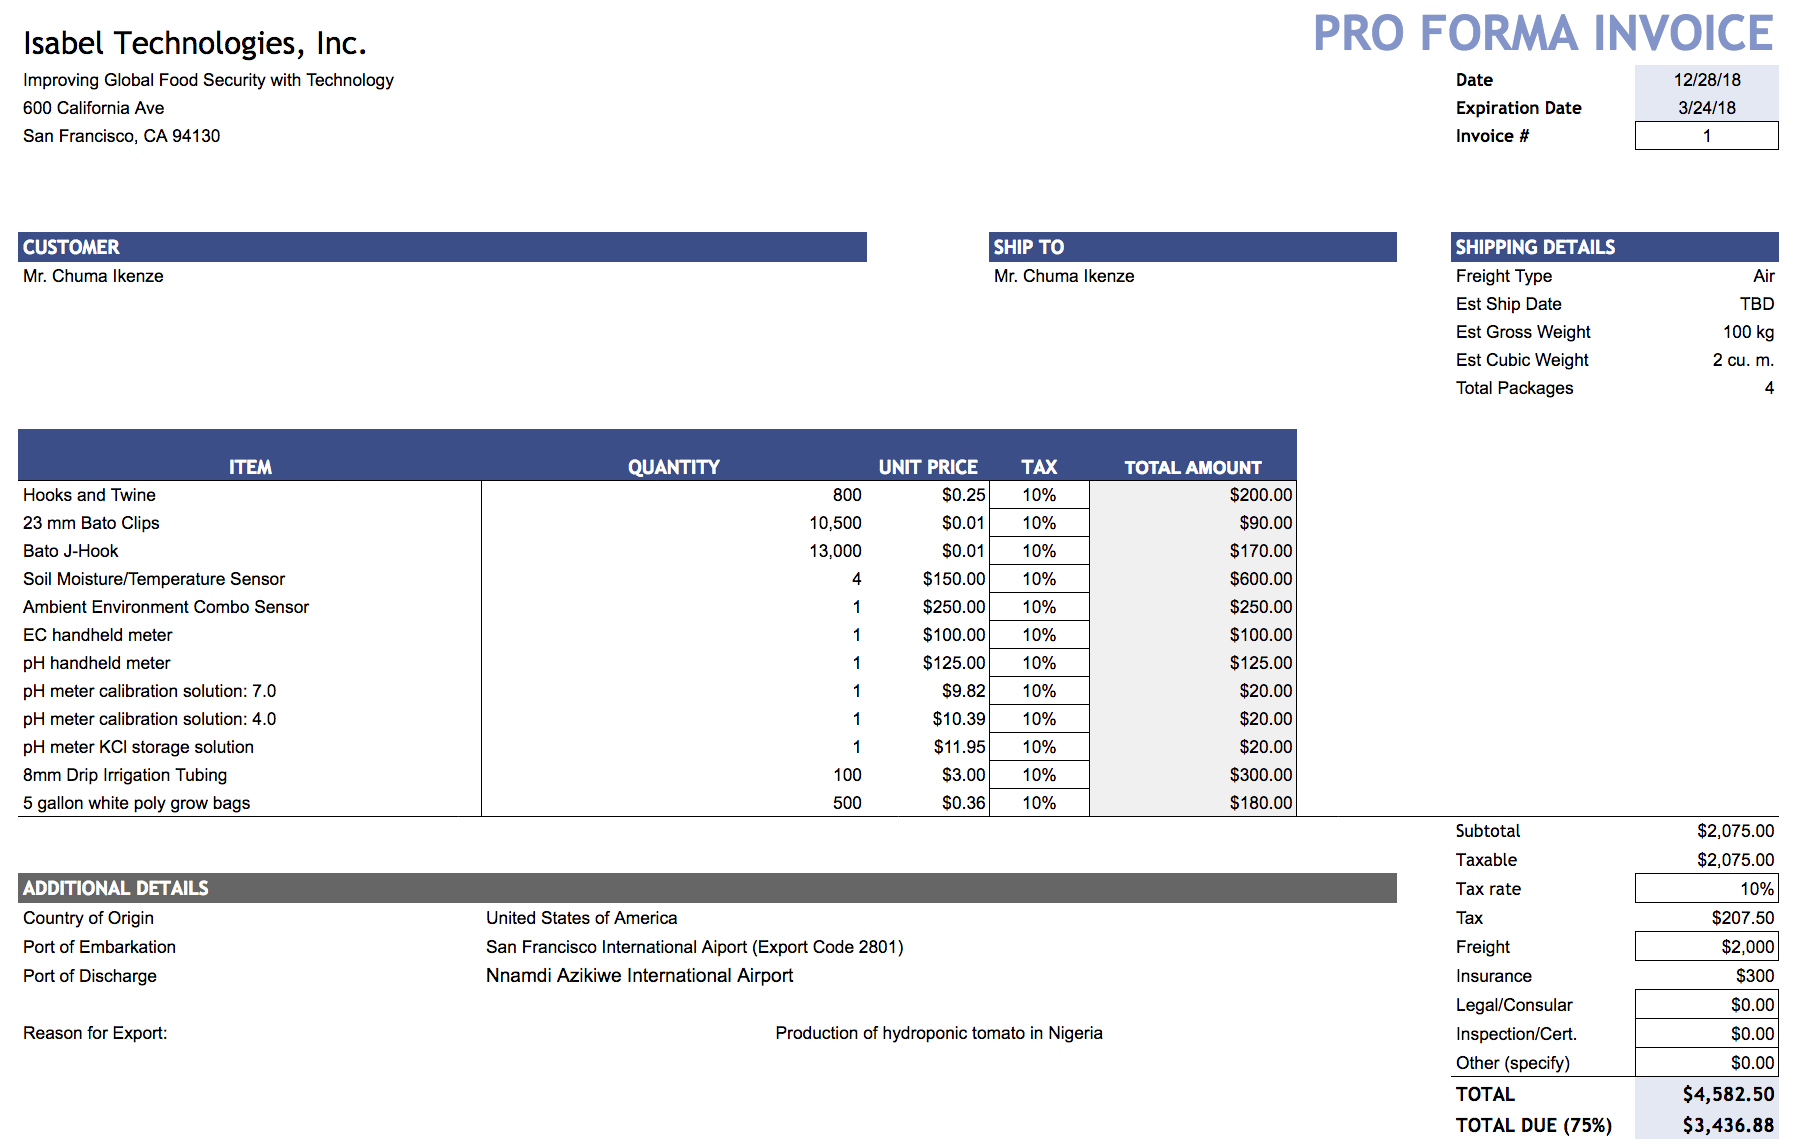 PRO FORMA INVOICE
Isabel Technologies, Inc.
Improving Global Food Security with Technology
600 California Ave
San Francisco, CA 94130
Date 12/28/18
Expiration Date 3/24/18
Invoice # 1
CUSTOMER
Mr. Chuma Ikenze
SHIP TO
Mr. Chuma Ikenze
SHIPPING DETAILS
Freight Type Air
Est Ship Date TBD
Est Gross Weight 100 kg
Est Cubic Weight 2 cu. m.
Total Packages 4
ITEM QUANTITY UNIT PRICE TAX TOTAL AMOUNT
Hooks and Twine 800 $0.25 10% $200.00
23 mm Bato Clips 10,500 $0.01 10% $90.00
Bato J-Hook 13,000 $0.01 10% $170.00
Soil Moisture/Temperature Sensor 4 $150.00 10% $600.00
Ambient Environment Combo Sensor 1 $250.00 10% $250.00
EC handheld meter 1 $100.00 10% $100.00
pH handheld meter 1 $125.00 10% $125.00
pH meter calibration solution: 7.0 1 $9.82 10% $20.00
pH meter calibration solution: 4.0 1 $10.39 10% $20.00
pH meter KCl storage solution 1 $11.95 10% $20.00
8mm Drip Irrigation Tubing 100 $3.00 10% $300.00
5 gallon white poly grow bags 500 $0.36 10% $180.00
Subtotal $2,075.00
Taxable $2,075.00
Tax rate 10%
Tax $207.50
Freight $2,000
Insurance $300
Legal/Consular $0.00
Inspection/Cert. $0.00
Other (specify) $0.00
TOTAL $4,582.50
TOTAL DUE (75%) $3,436.88
ADDITIONAL DETAILS
Country of Origin United States of America
Port of Embarkation San Francisco International Aiport (Export Code 2801)
Port of Discharge Nnamdi Azikiwe International Airport
Reason for Export: Production of hydroponic tomato in Nigeria